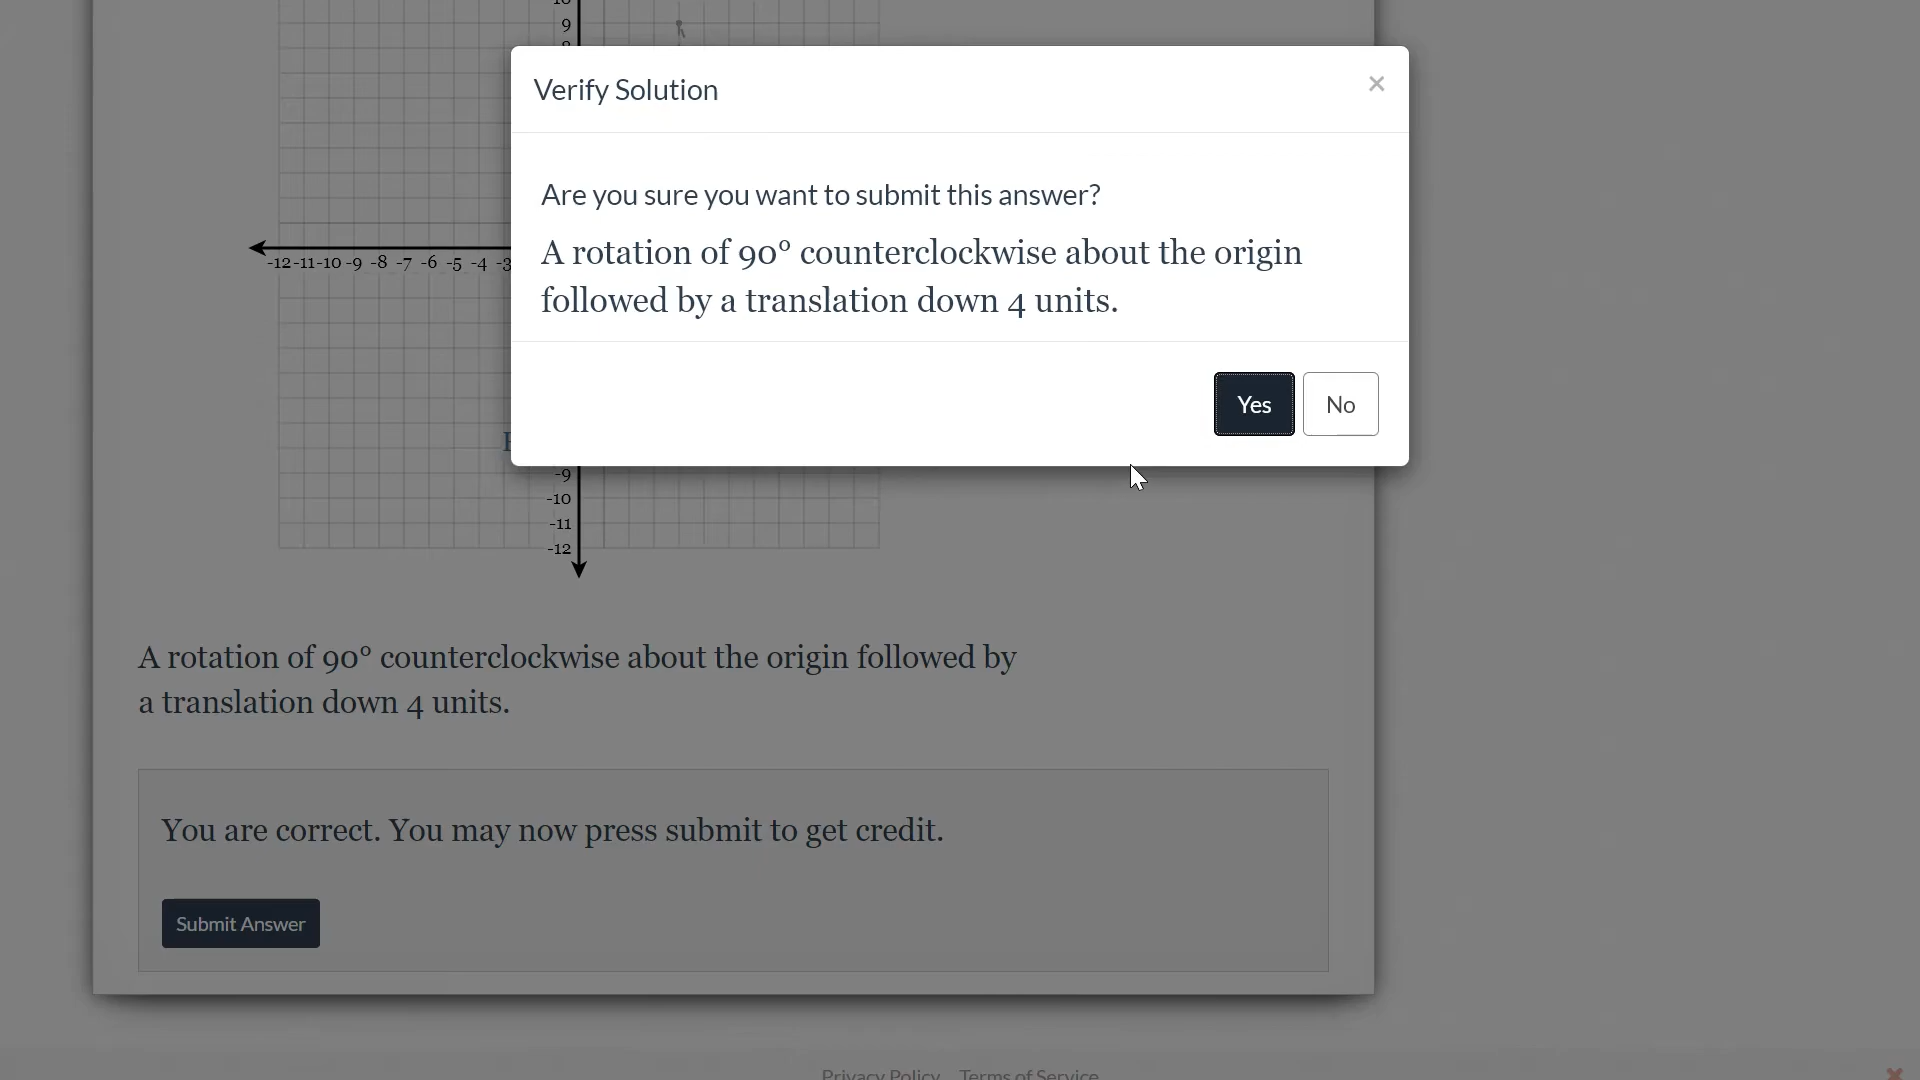 10
9
8
Verify Solution
×
Are you sure you want to submit this answer?
A rotation of 90° counterclockwise about the origin
followed by a translation down 4 units.
Yes No
-12 -11 -10 -9 -8 -7 -6 -5 -4 -3
-9
-10
-11
-12
A rotation of 90° counterclockwise about the origin followed by
a translation down 4 units.
You are correct. You may now press submit to get credit.
Submit Answer
Privacy Policy Terms of Service